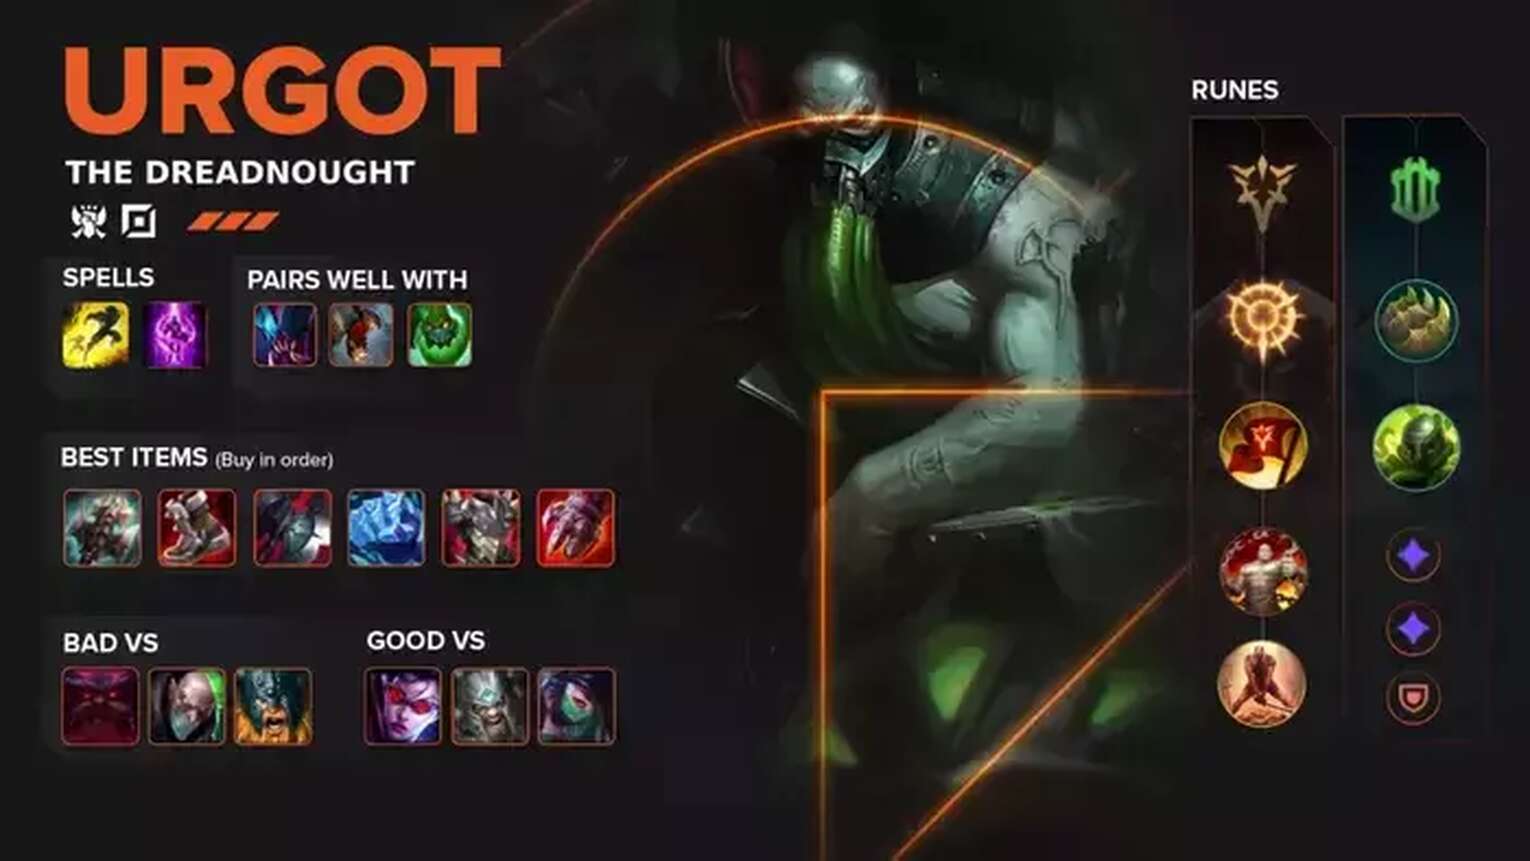 URGOT
THE DREADNOUGHT
SPELLS
PAIRS WELL WITH
BEST ITEMS (Buy in order)
BAD VS
GOOD VS
RUNES